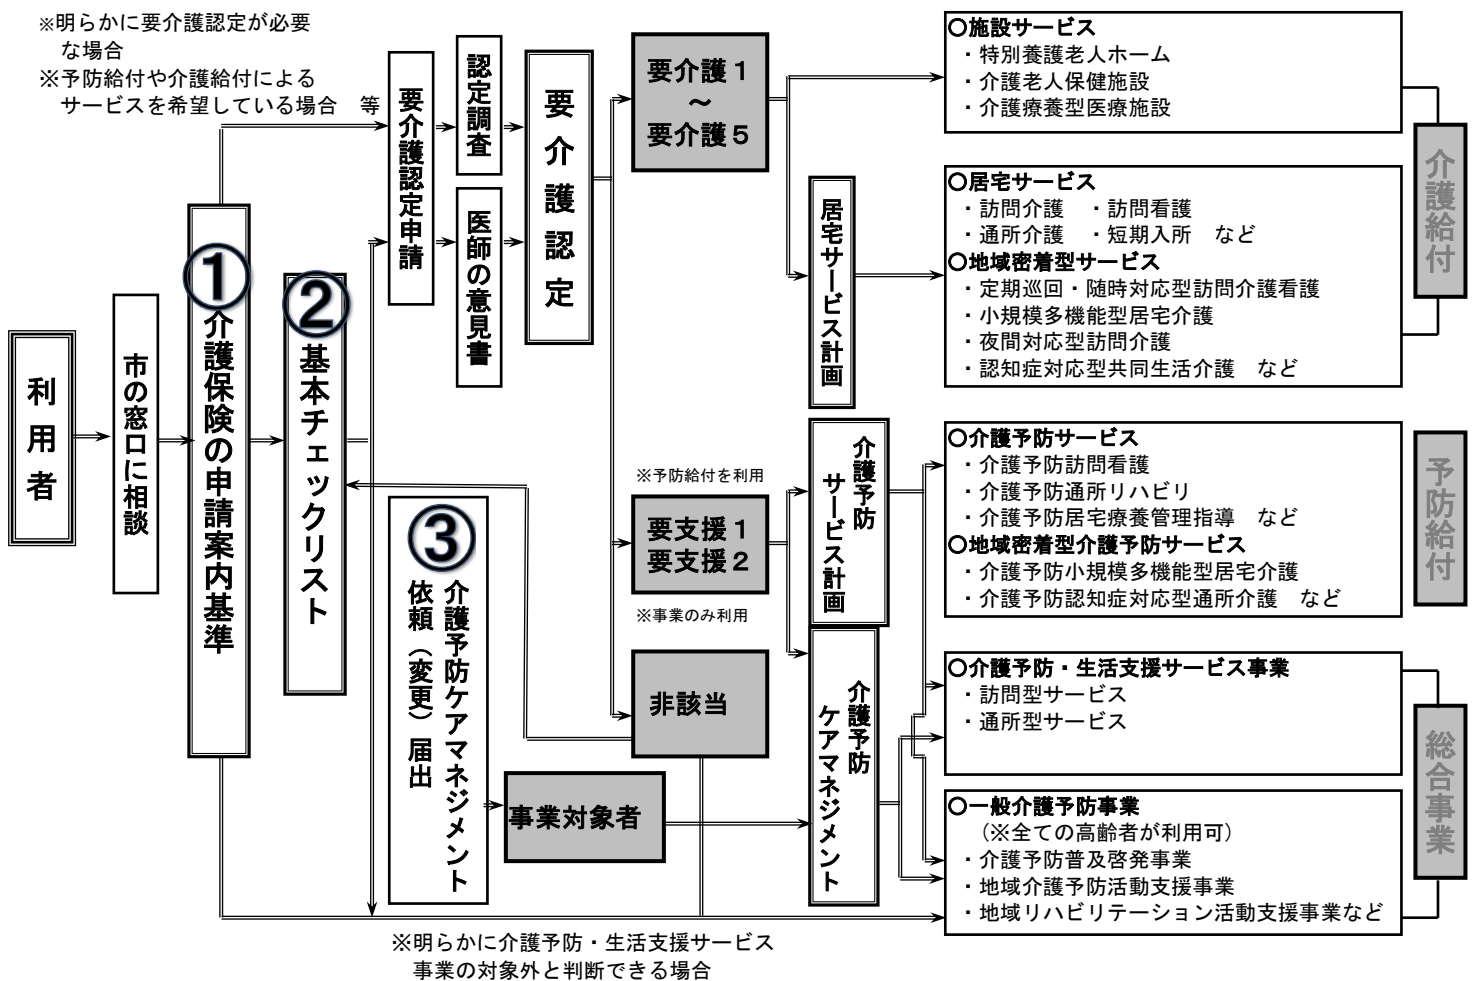 ※明らかに要介護認定が必要
な場合
※予防給付や介護給付による
サービスを希望している場合　等
利用者
市の窓口に相談
①
介護保険の申請案内基準
②
基本チェックリスト
要介護認定申請
認定調査
医師の意見書
要介護認定
③
介護予防ケアマネジメント
依頼（変更）届出
事業対象者
要介護１
～
要介護５
※予防給付を利用
要支援１
要支援２
※事業のみ利用
非該当
居宅サービス計画
介護予防
サービス計画
介護予防
ケアマネジメント
○施設サービス
・特別養護老人ホーム
・介護老人保健施設
・介護療養型医療施設
○居宅サービス
・訪問介護　・訪問看護
・通所介護　・短期入所　など
○地域密着型サービス
・定期巡回・随時対応型訪問介護看護
・小規模多機能型居宅介護
・夜間対応型訪問介護
・認知症対応型共同生活介護　など
介護給付
○介護予防サービス
・介護予防訪問看護
・介護予防通所リハビリ
・介護予防居宅療養管理指導　など
○地域密着型介護予防サービス
・介護予防小規模多機能型居宅介護
・介護予防認知症対応型通所介護　など
予防給付
○介護予防・生活支援サービス事業
・訪問型サービス
・通所型サービス
○一般介護予防事業
（※全ての高齢者が利用可）
・介護予防普及啓発事業
・地域介護予防活動支援事業
・地域リハビリテーション活動支援事業など
総合事業
※明らかに介護予防・生活支援サービス
事業の対象外と判断できる場合